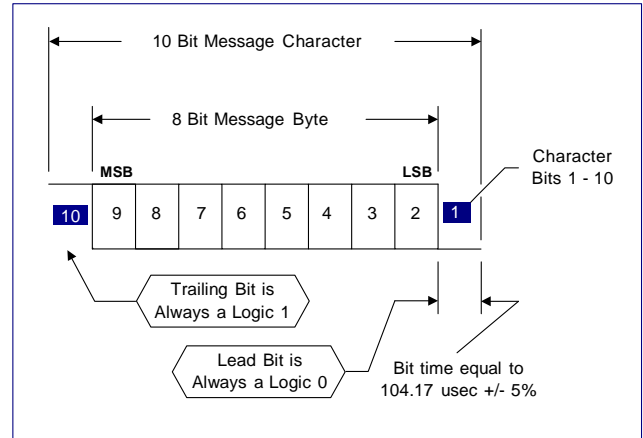 10 Bit Message Character
8 Bit Message Byte
MSB
LSB
Character
Bits 1 - 10
10 9 8 7 6 5 4 3 2 1
Trailing Bit is
Always a Logic 1
Lead Bit is
Always a Logic 0
Bit time equal to
104.17 usec +/- 5%